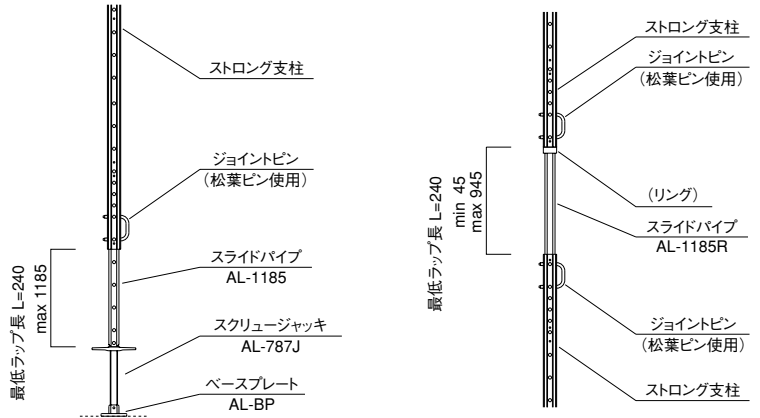 ストロング支柱
ジョイントピン
（松葉ピン使用）
最低ラップ長 L=240
max 1185
スライドパイプ
AL-1185
スクリュージャッキ
AL-787J
ベースプレート
AL-BP
ストロング支柱
ジョイントピン
（松葉ピン使用）
最低ラップ長 L=240
min 45
max 945
（リング）
スライドパイプ
AL-1185R
ジョイントピン
（松葉ピン使用）
ストロング支柱